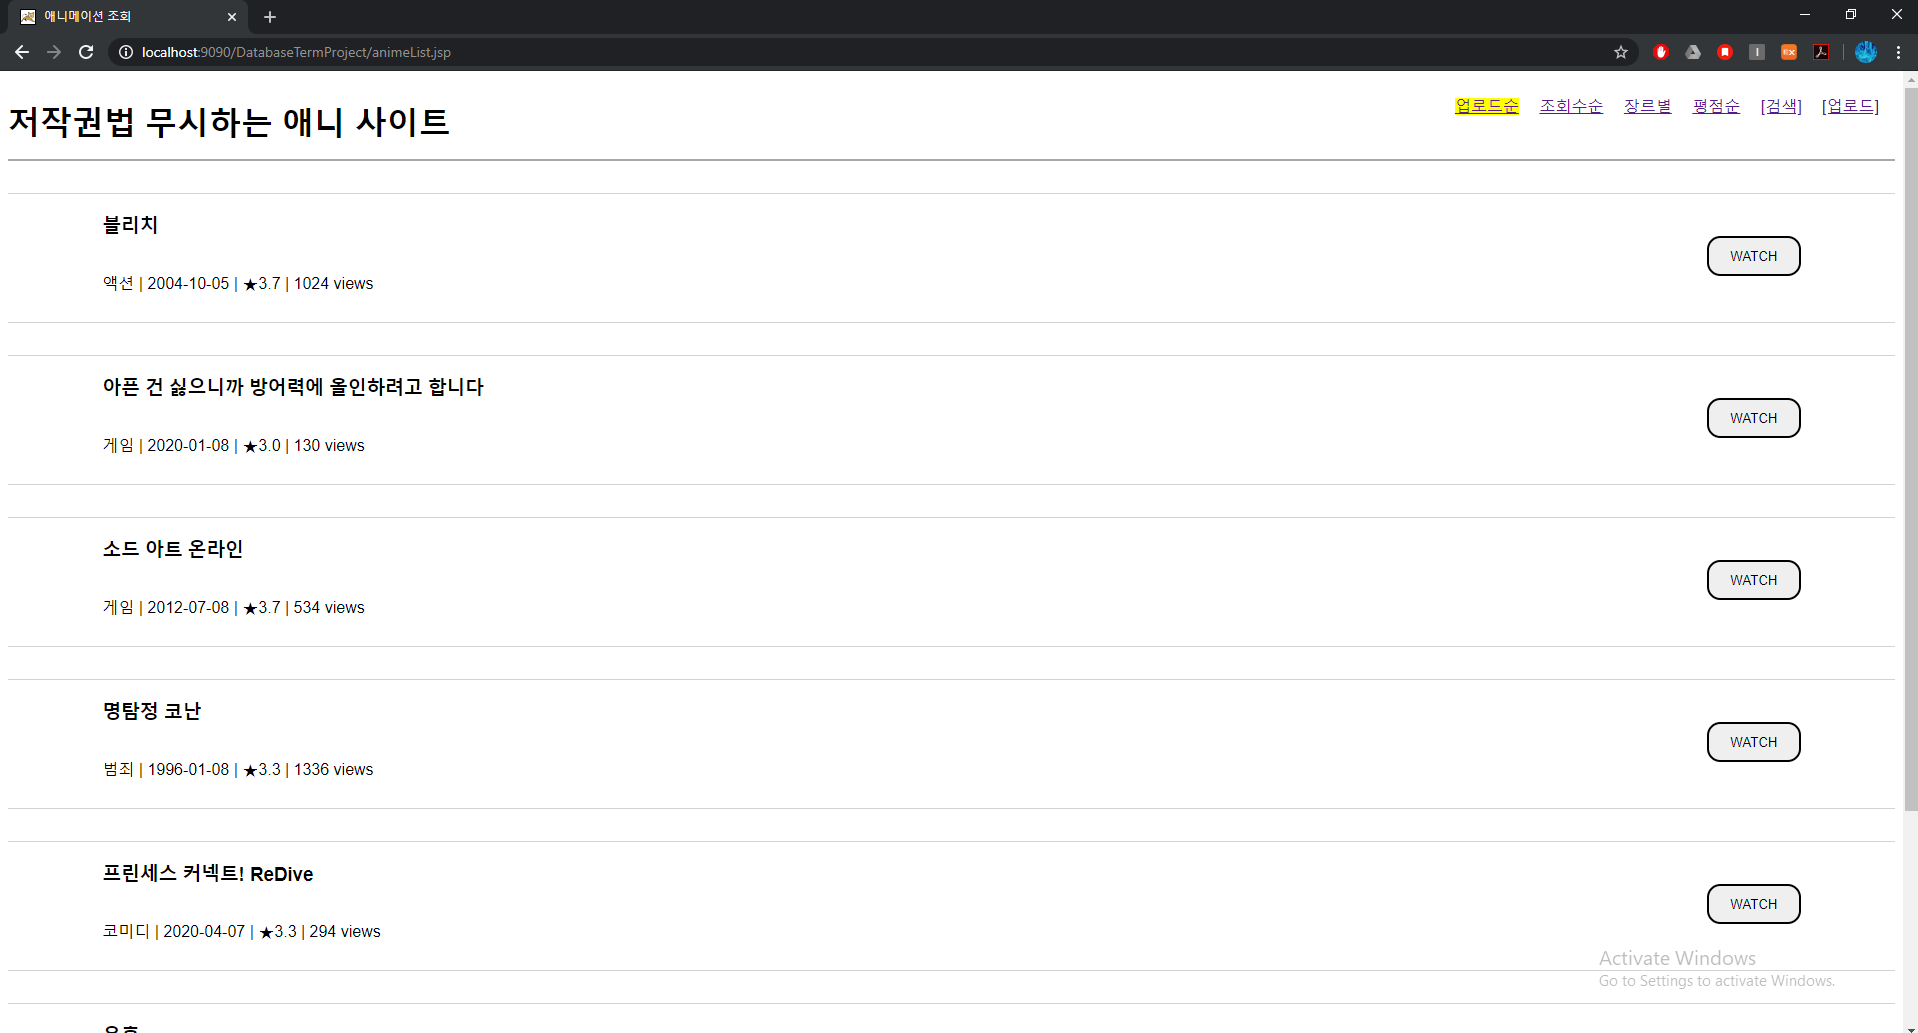 애니메이션 조회
localhost:9090/DatabaseTermProject/animeList.jsp
저작권법 무시하는 애니 사이트
업로드순 조회수순 장르별 평점순 [검색] [업로드]
블리치
액션 | 2004-10-05 | ★3.7 | 1024 views
WATCH
아픈 건 싫으니까 방어력에 올인하려고 합니다
게임 | 2020-01-08 | ★3.0 | 130 views
WATCH
소드 아트 온라인
게임 | 2012-07-08 | ★3.7 | 534 views
WATCH
명탐정 코난
범죄 | 1996-01-08 | ★3.3 | 1336 views
WATCH
프린세스 커넥트! ReDive
코미디 | 2020-04-07 | ★3.3 | 294 views
WATCH
Activate Windows
Go to Settings to activate Windows.